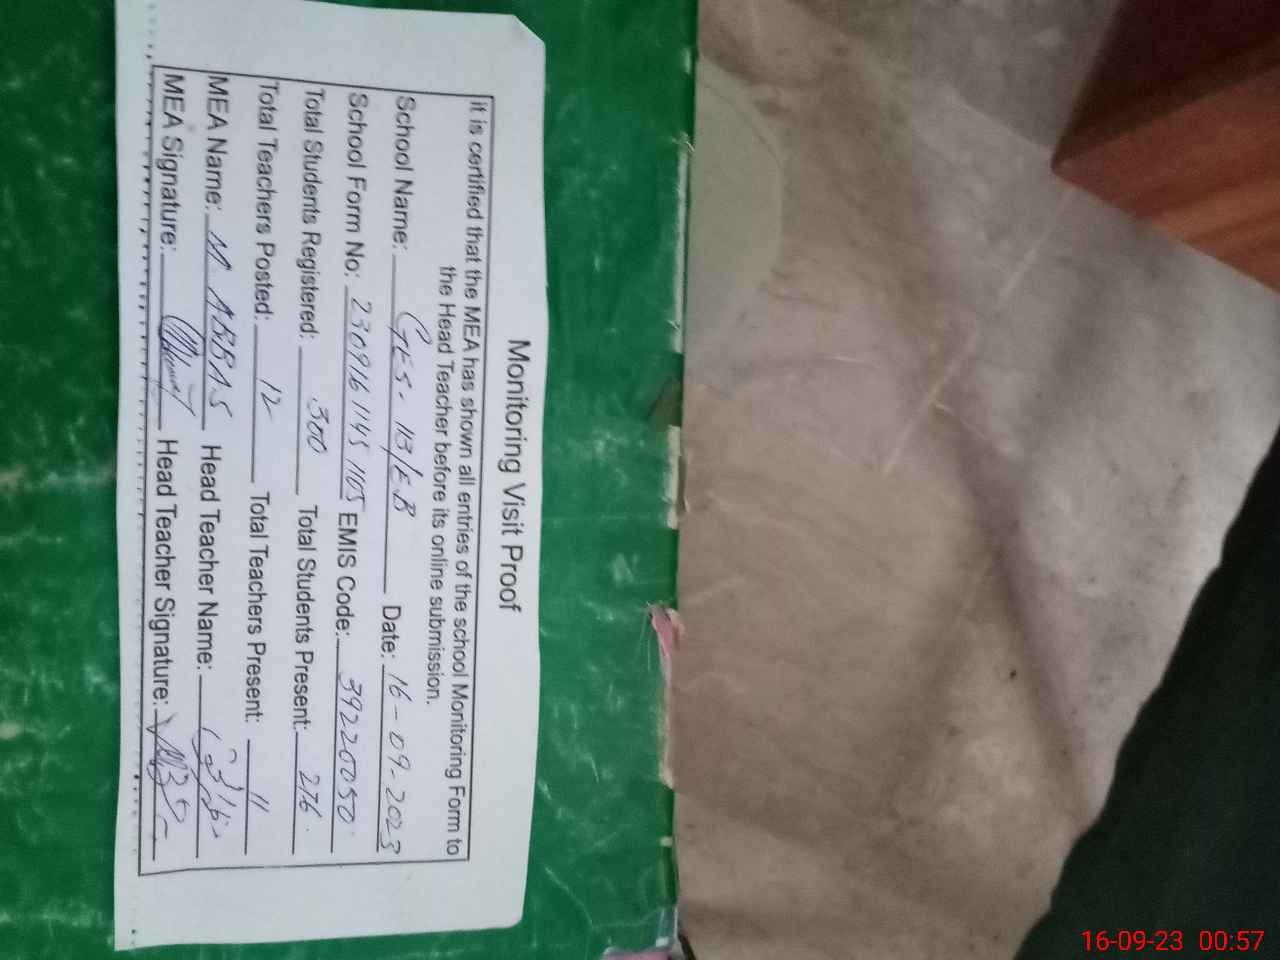 Monitoring Visit Proof
it is certified that the MEA has shown all entries of the school Monitoring Form to
the Head Teacher before its online submission.
School Name: GES- 113/EB Date: 16-09-2023
School Form No: 230916 1145 1105 EMIS Code: 39220050
Total Students Registered: 300 Total Students Present: 276
Total Teachers Posted: 12 Total Teachers Present: 11
MEA Name: M ABBAS Head Teacher Name:
MEA Signature: Head Teacher Signature:
16-09-23 00:57